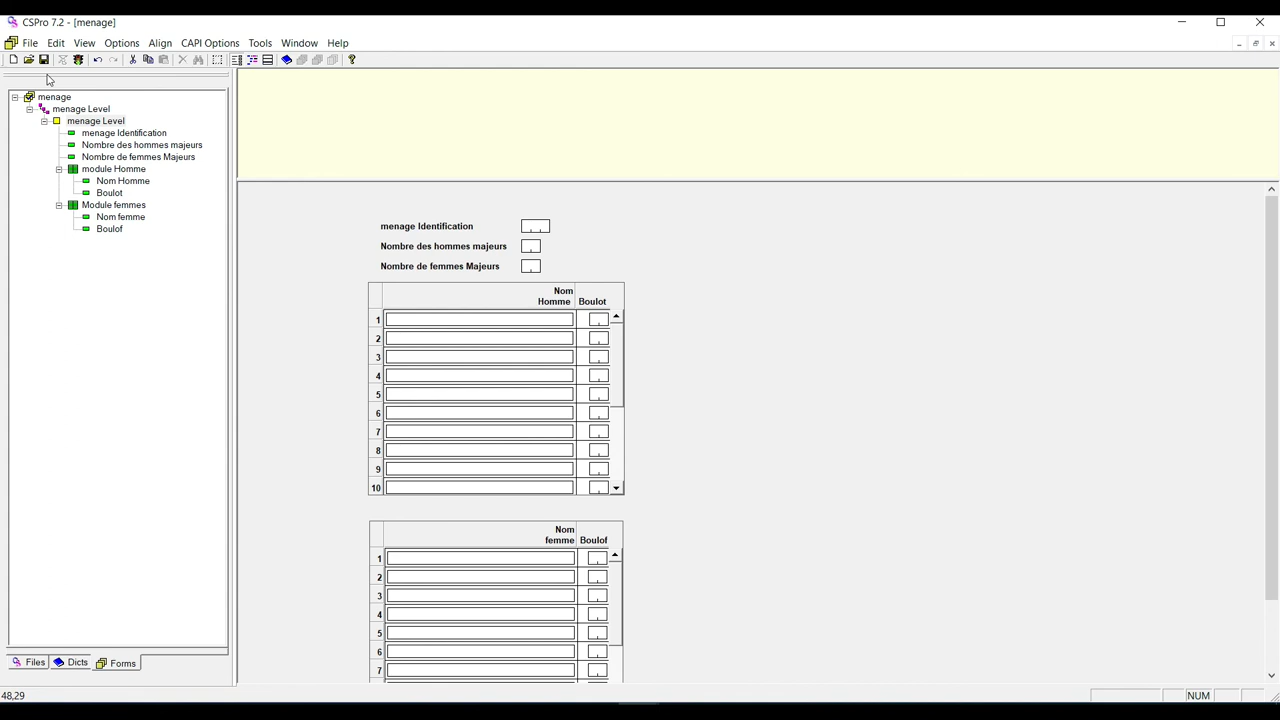 CSPro 7.2 - [menage]
File Edit View Options Align CAPI Options Tools Window Help
menage
menage Level
menage Level
menage Identification
Nombre des hommes majeurs
Nombre de femmes Majeurs
module Homme
Nom Homme
Boulot
Module femmes
Nom femme
Boulof
Files Dicts Forms
menage Identification
Nombre des hommes majeurs
Nombre de femmes Majeurs
Nom
Homme Boulot
1
2
3
4
5
6
7
8
9
10
Nom
femme Boulof
1
2
3
4
5
6
7
48,29 NUM